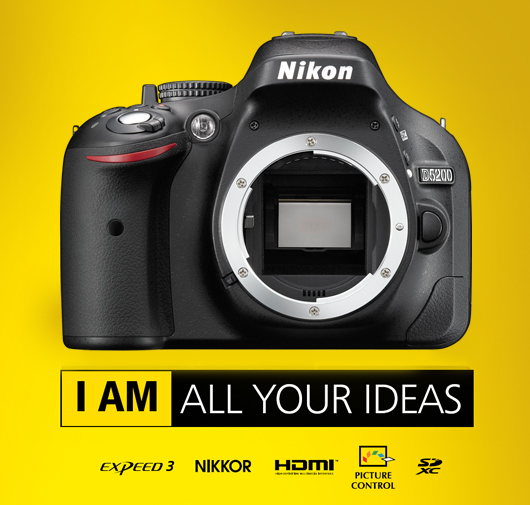 Nikon
D5200
I AM ALL YOUR IDEAS
EXPEED 3 NIKKOR HDMI PICTURE CONTROL SD XC